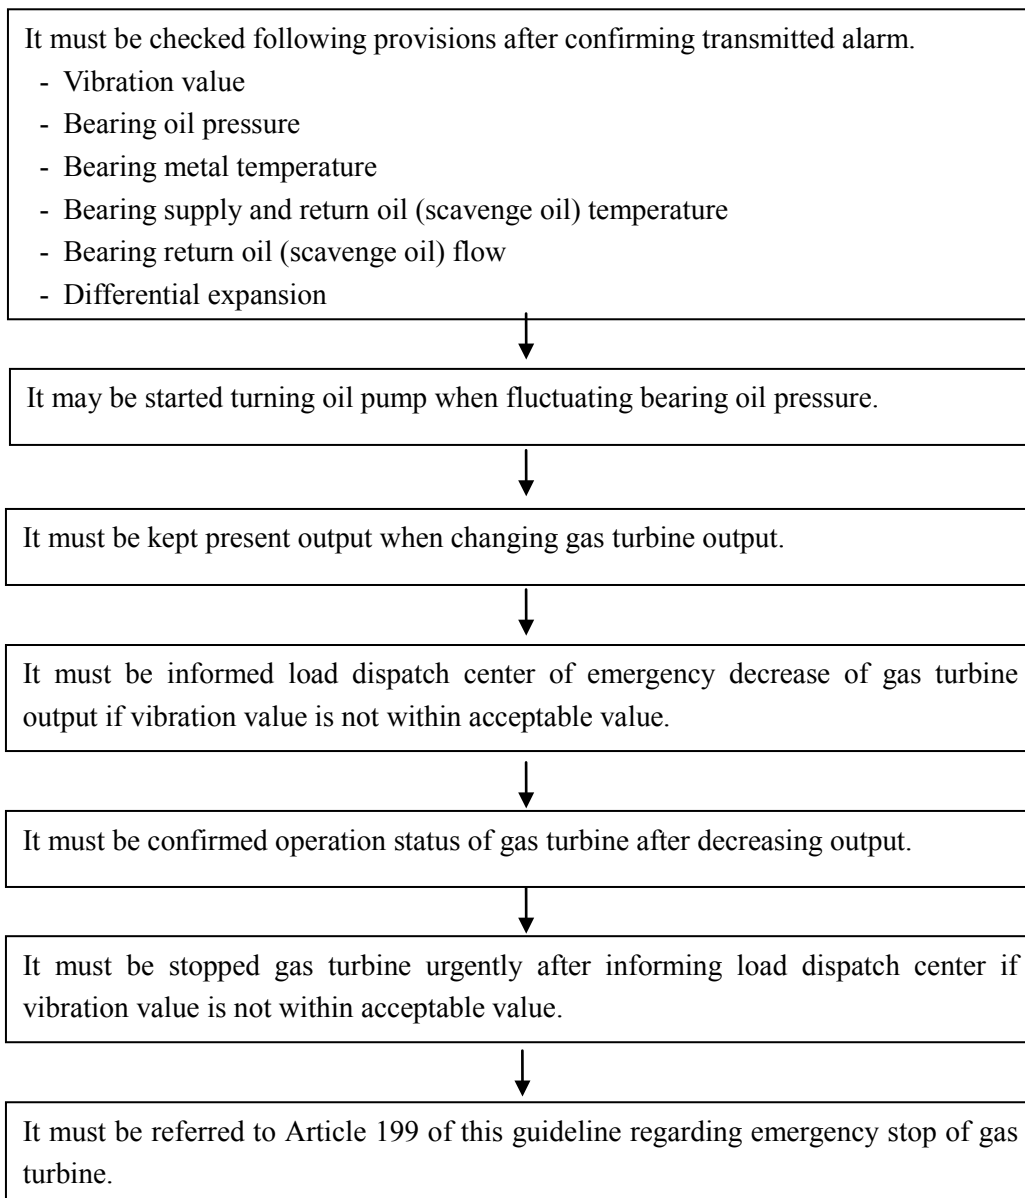 It must be checked following provisions after confirming transmitted alarm.
- Vibration value
- Bearing oil pressure
- Bearing metal temperature
- Bearing supply and return oil (scavenge oil) temperature
- Bearing return oil (scavenge oil) flow
- Differential expansion
It may be started turning oil pump when fluctuating bearing oil pressure.
It must be kept present output when changing gas turbine output.
It must be informed load dispatch center of emergency decrease of gas turbine
output if vibration value is not within acceptable value.
It must be confirmed operation status of gas turbine after decreasing output.
It must be stopped gas turbine urgently after informing load dispatch center if
vibration value is not within acceptable value.
It must be referred to Article 199 of this guideline regarding emergency stop of gas
turbine.